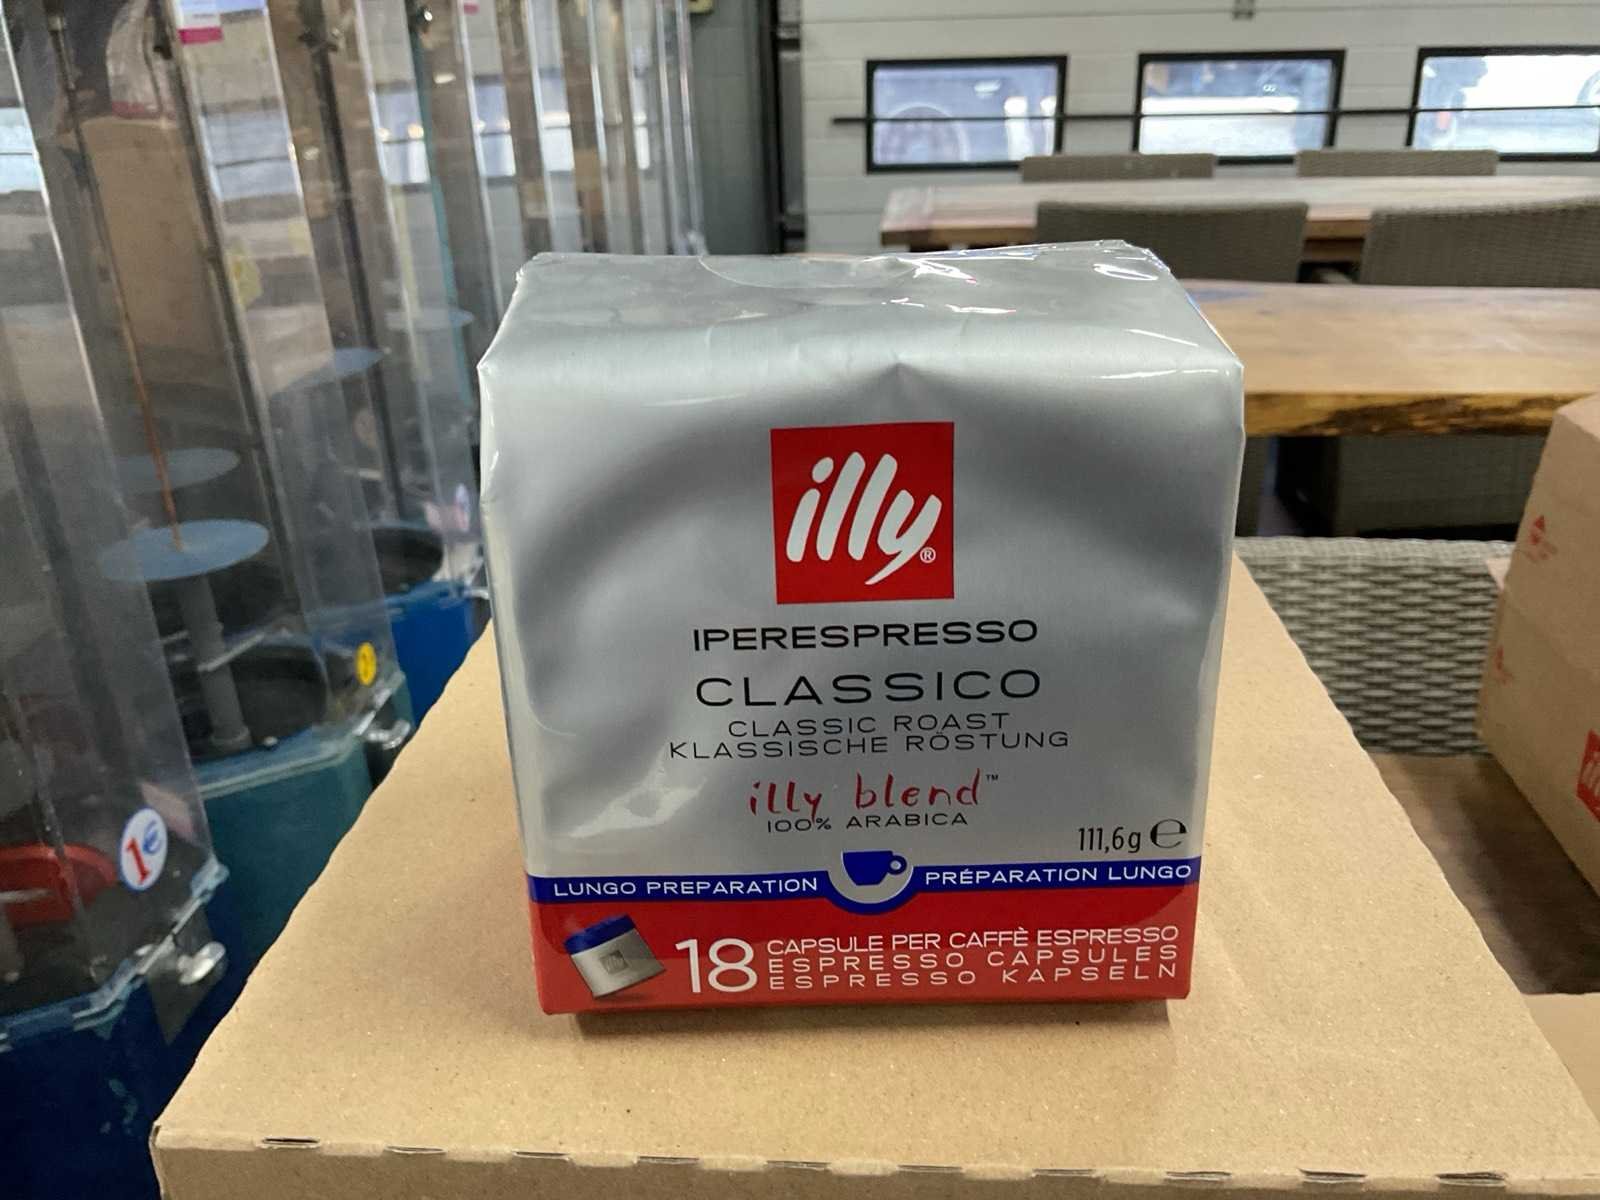 illy®
IPERESPRESSO
CLASSICO
CLASSIC ROAST
KLASSISCHE RÖSTUNG
illy blend™
100% ARABICA
111,6g ℮
LUNGO PREPARATION
PRÉPARATION LUNGO
18
CAPSULE PER CAFFÈ ESPRESSO
ESPRESSO CAPSULES
ESPRESSO KAPSELN
1€